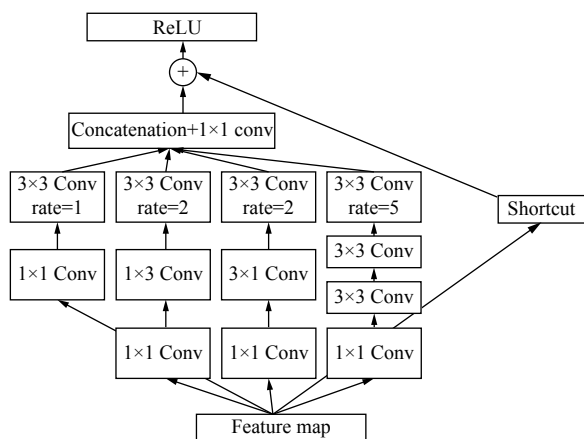 ReLU
+
Concatenation+1×1 conv
3×3 Conv
rate=1
3×3 Conv
rate=2
3×3 Conv
rate=2
3×3 Conv
rate=5
Shortcut
1×1 Conv
1×3 Conv
3×1 Conv
3×3 Conv
3×3 Conv
1×1 Conv
1×1 Conv
1×1 Conv
Feature map